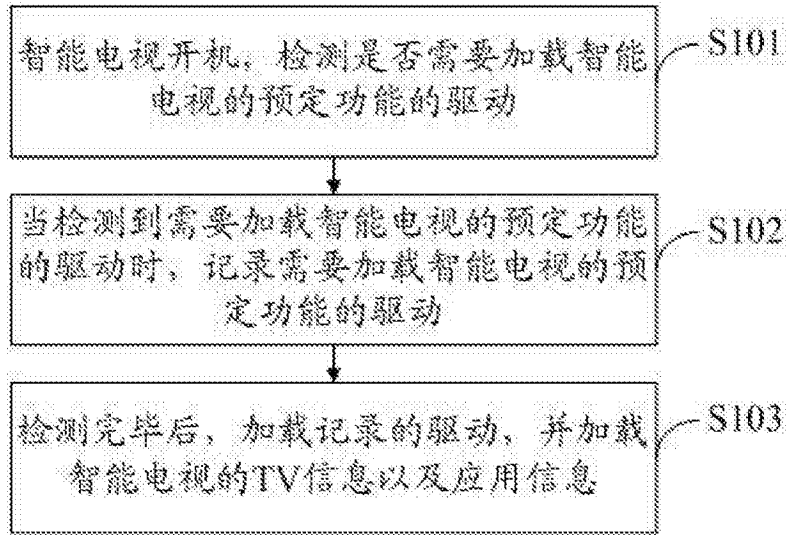 智能电视开机，检测是否需要加载智能
电视的预定功能的驱动
S101
当检测到需要加载智能电视的预定功能
的驱动时，记录需要加载智能电视的预
定功能的驱动
S102
检测完毕后，加载记录的驱动，并加载
智能电视的TV信息以及应用信息
S103